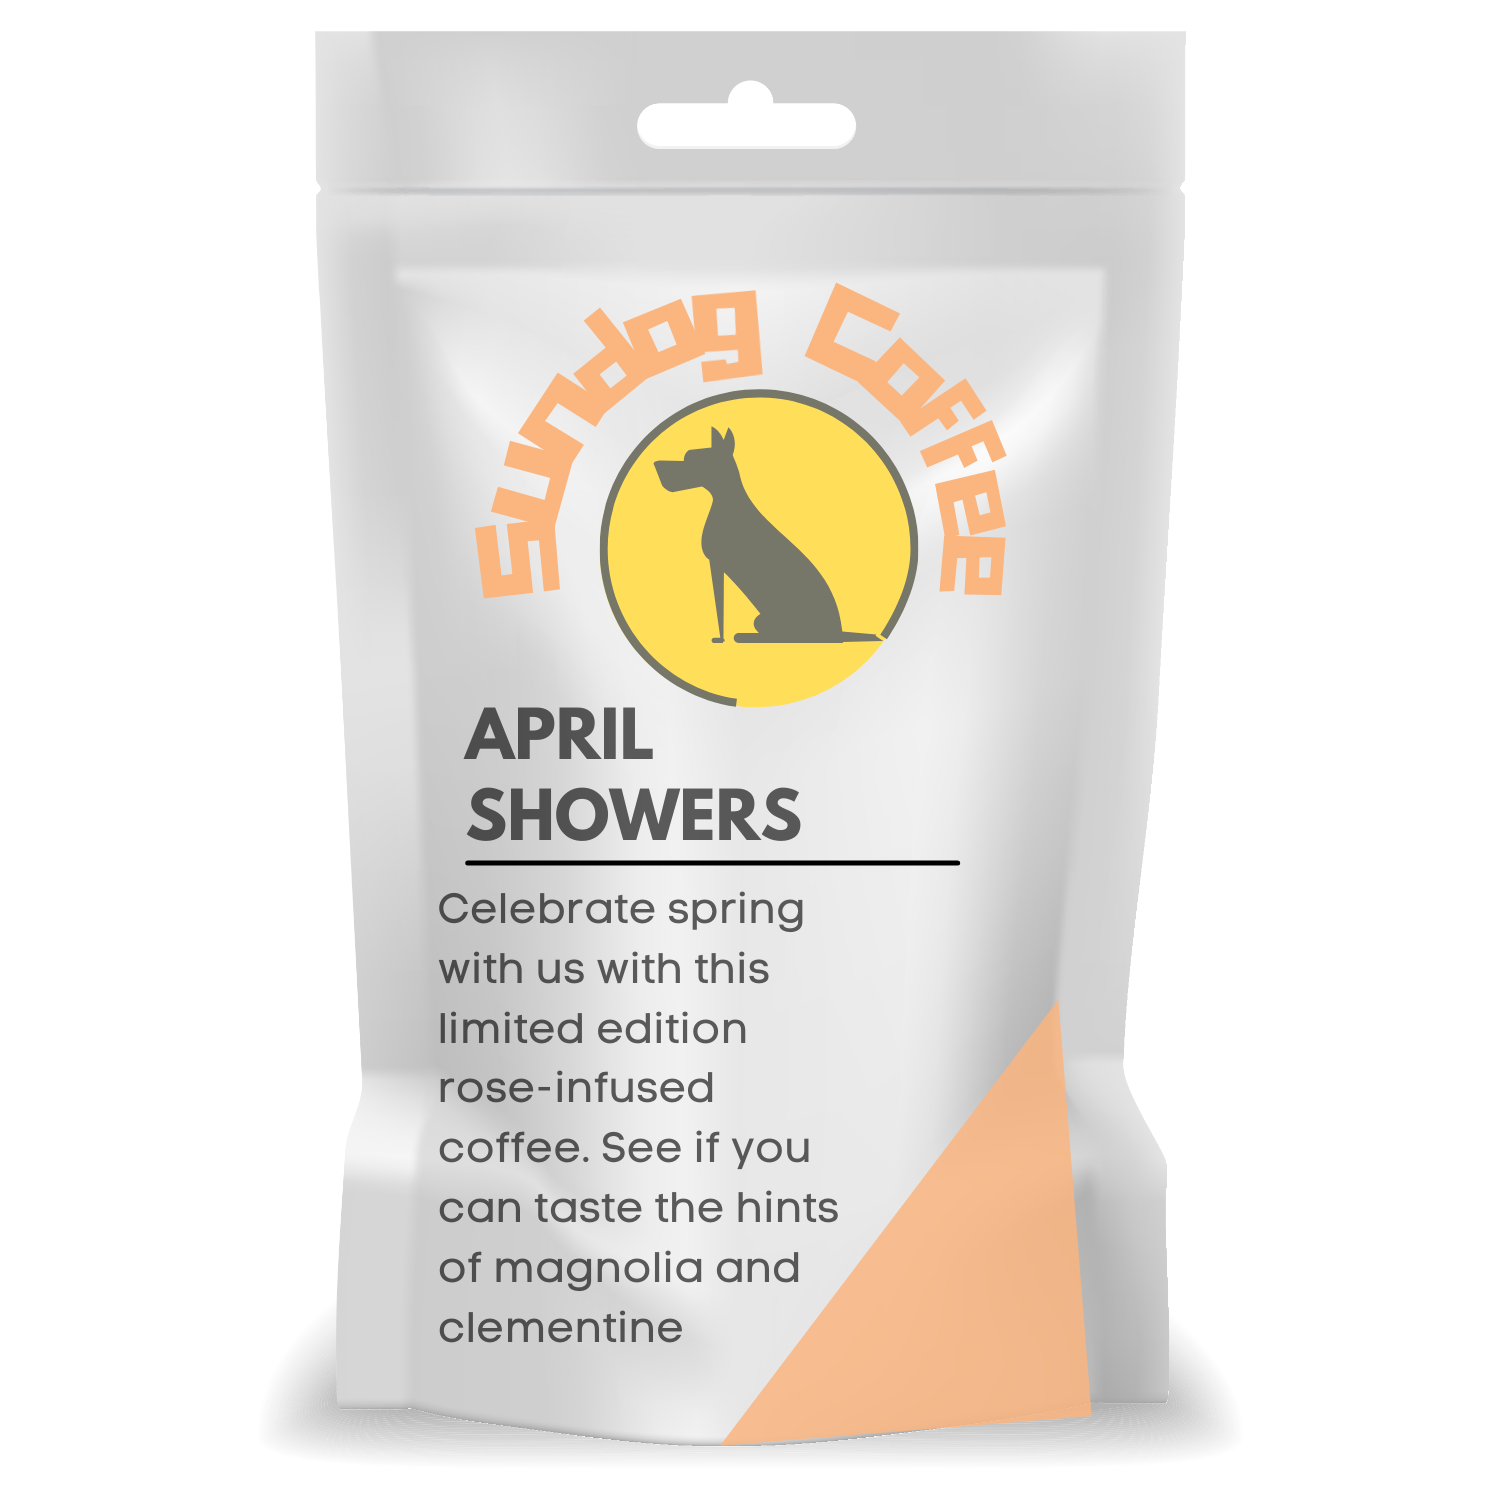 Sundog Coffee
APRIL
SHOWERS
Celebrate spring
with us with this
limited edition
rose-infused
coffee. See if you
can taste the hints
of magnolia and
clementine